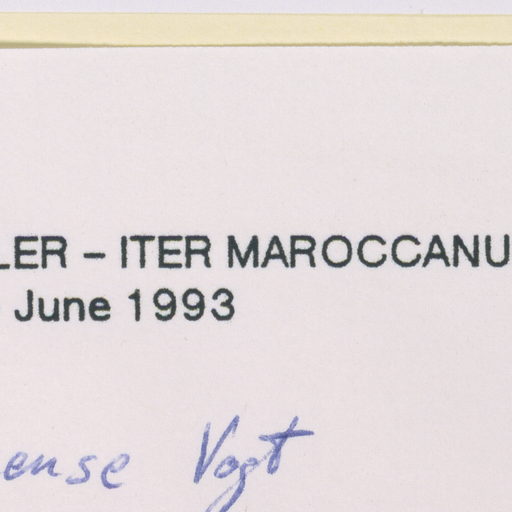 LER – ITER MAROCCANU
June 1993
ense Vogt